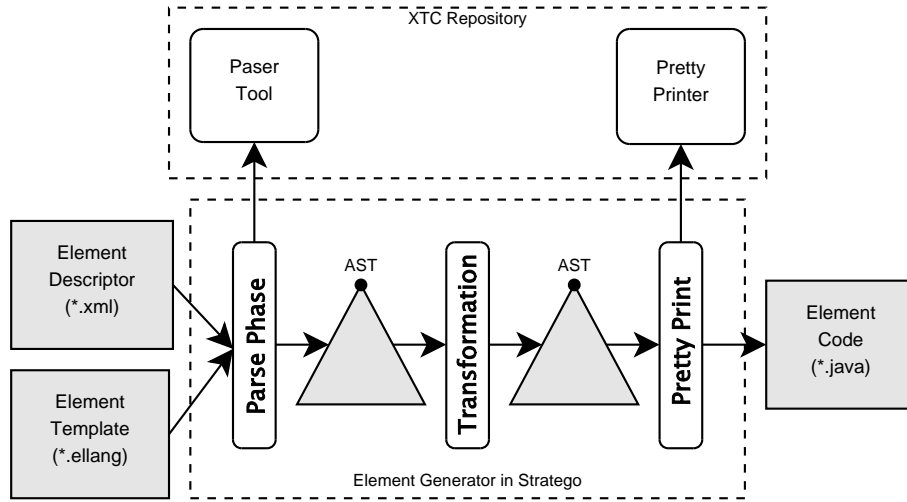 XTC Repository
Paser
Tool
Pretty
Printer
Element
Descriptor
(*.xml)
Element
Template
(*.ellang)
Parse Phase
AST
Transformation
AST
Pretty Print
Element
Code
(*.java)
Element Generator in Stratego